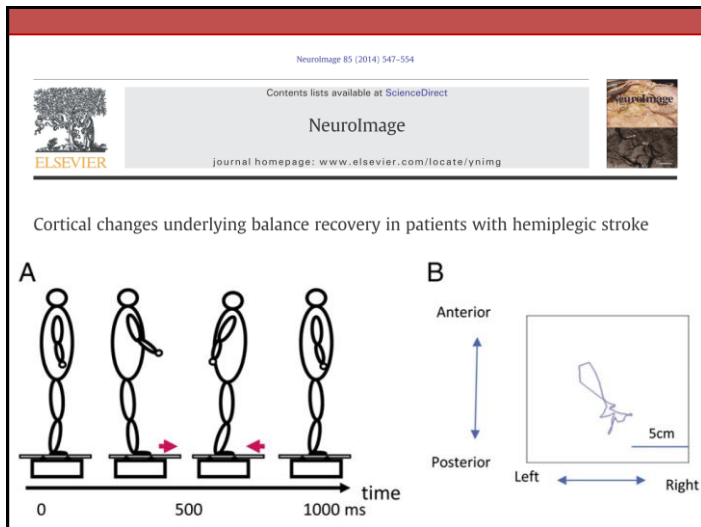 NeuroImage 85 (2014) 547–554
Contents lists available at ScienceDirect
NeuroImage
journal homepage: www.elsevier.com/locate/ynimg
ELSEVIER
NeuroImage
Cortical changes underlying balance recovery in patients with hemiplegic stroke
A
B
Anterior
5cm
Posterior
Left
Right
time
0
500
1000 ms